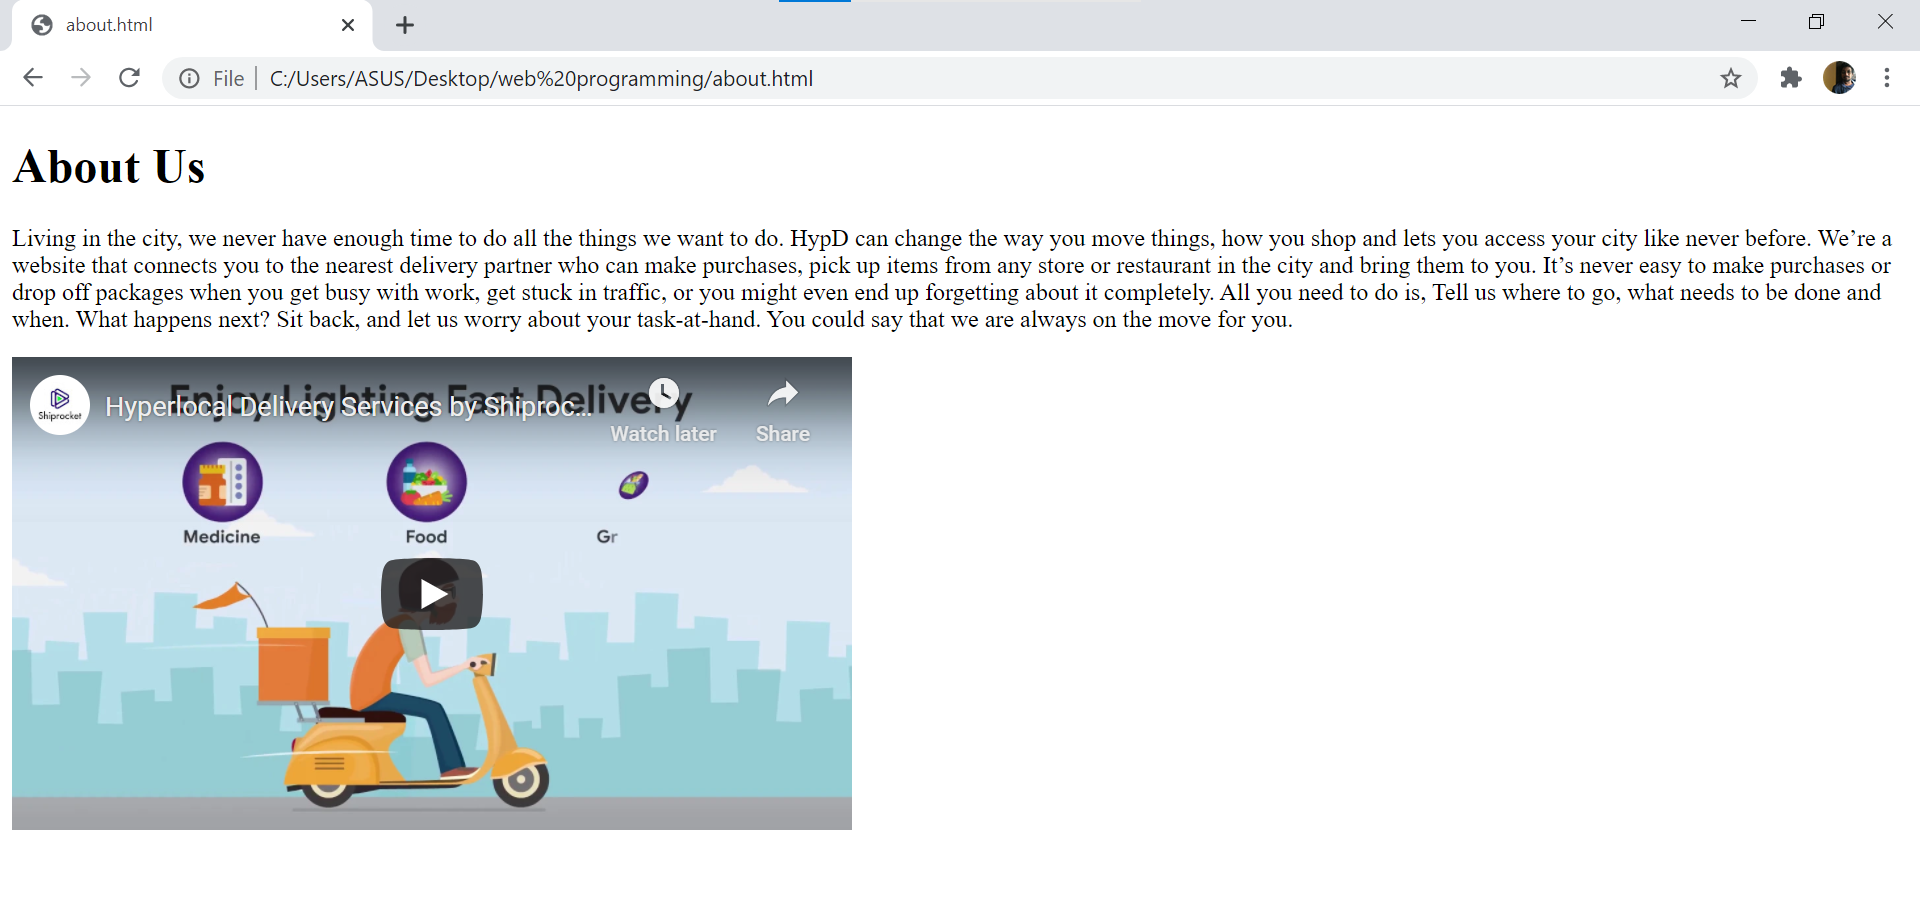 about.html
File
C:/Users/ASUS/Desktop/web%20programming/about.html
About Us
Living in the city, we never have enough time to do all the things we want to do. HypD can change the way you move things, how you shop and lets you access your city like never before. We’re a
website that connects you to the nearest delivery partner who can make purchases, pick up items from any store or restaurant in the city and bring them to you. It’s never easy to make purchases or
drop off packages when you get busy with work, get stuck in traffic, or you might even end up forgetting about it completely. All you need to do is, Tell us where to go, what needs to be done and
when. What happens next? Sit back, and let us worry about your task-at-hand. You could say that we are always on the move for you.
Enjoy Lighting Fast Delivery
Shiprocket
Hyperlocal Delivery Services by Shiproc...
Watch later
Share
Medicine
Food
Gr